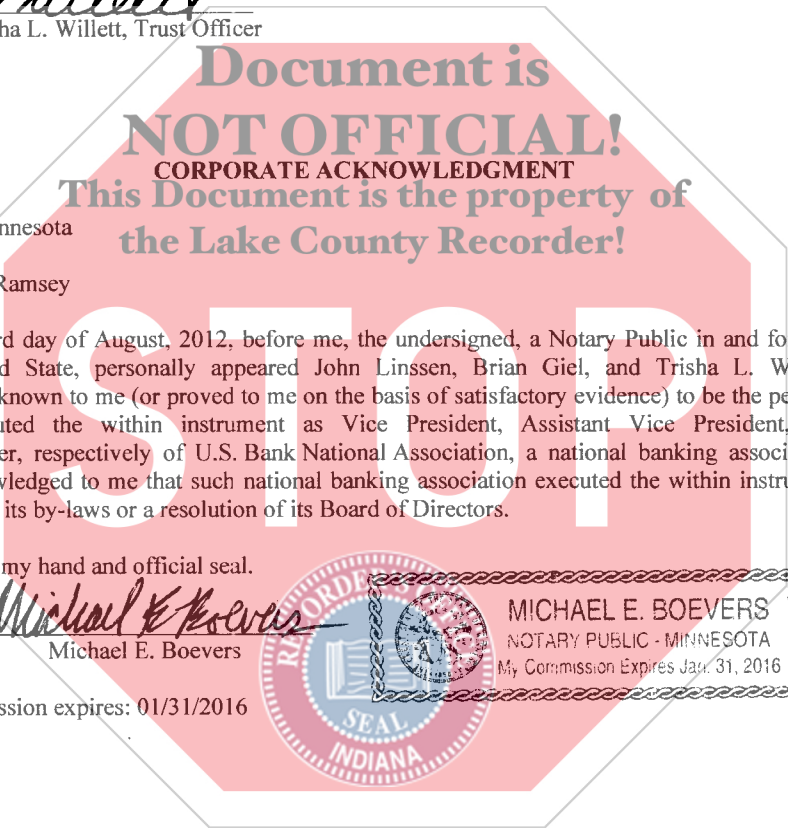 ha L. Willett, Trust Officer
Document is
NOT OFFICIAL!
CORPORATE ACKNOWLEDGMENT
This Document is the property of
the Lake County Recorder!
nnesota
Ramsey
STOP
rd day of August, 2012, before me, the undersigned, a Notary Public in and fo
d State, personally appeared John Linssen, Brian Giel, and Trisha L. W
known to me (or proved to me on the basis of satisfactory evidence) to be the pe
uted the within instrument as Vice President, Assistant Vice President,
er, respectively of U.S. Bank National Association, a national banking associ
wledged to me that such national banking association executed the within instru
its by-laws or a resolution of its Board of Directors.
my hand and official seal.
Michael E Boevers
Michael E. Boevers
ssion expires: 01/31/2016
RECORDER'S OFFICE
SEAL
INDIANA
MICHAEL E. BOEVERS
NOTARY PUBLIC - MINNESOTA
My Commission Expires Jan. 31, 2016